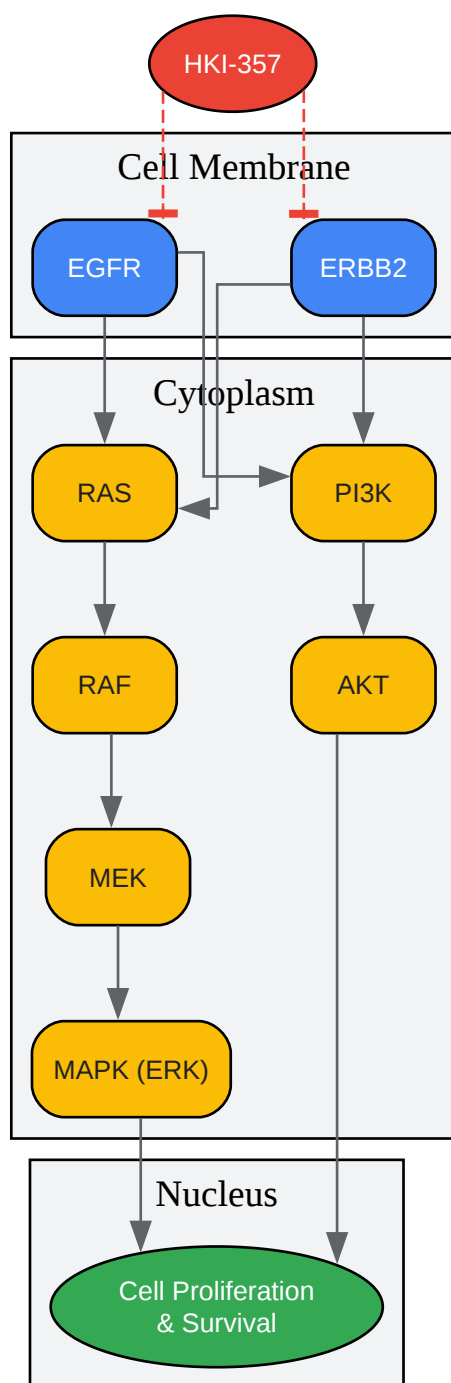 HKI-357
Cell Membrane
EGFR
ERBB2
Cytoplasm
RAS
PI3K
RAF
AKT
MEK
MAPK (ERK)
Nucleus
Cell Proliferation
& Survival